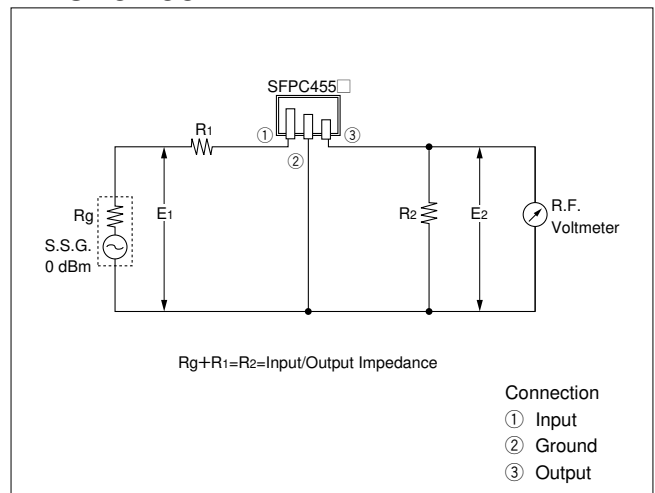 SFPC455□
R1
①
②
③
Rg
E1
R2
E2
R.F.
Voltmeter
S.S.G.
0 dBm
Rg+R1=R2=Input/Output Impedance
Connection
① Input
② Ground
③ Output